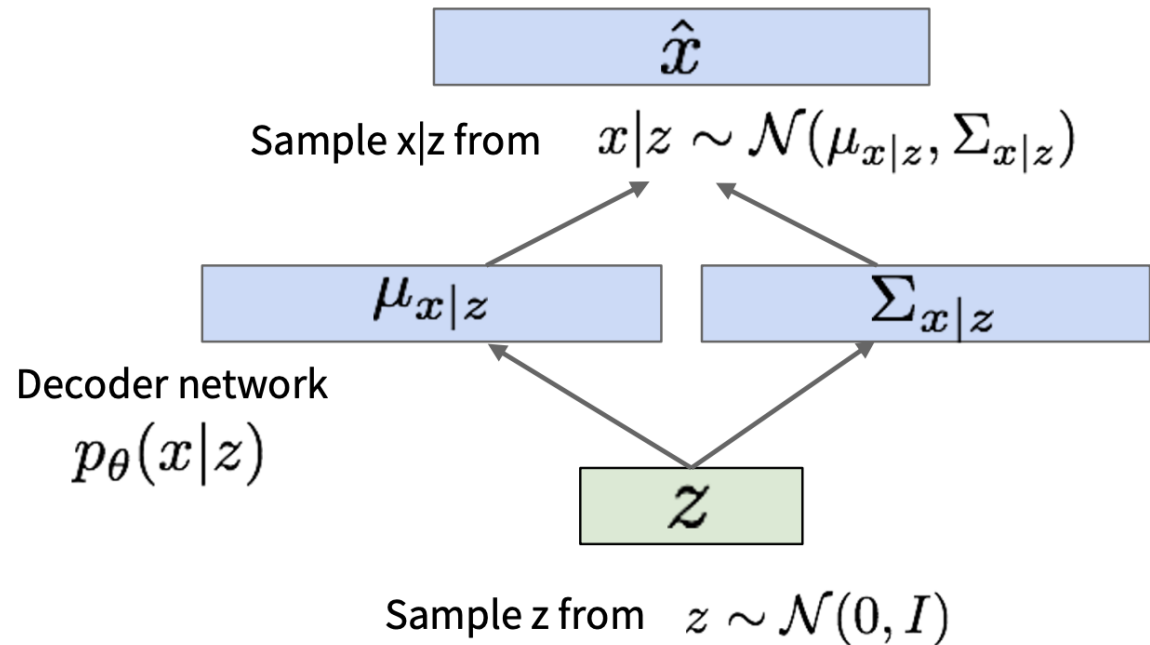 x̂
Sample x|z from x|z ~ 𝒩(μ_{x|z}, Σ_{x|z})
μ_{x|z}
Σ_{x|z}
Decoder network
p_θ(x|z)
z
Sample z from z ~ 𝒩(0, I)